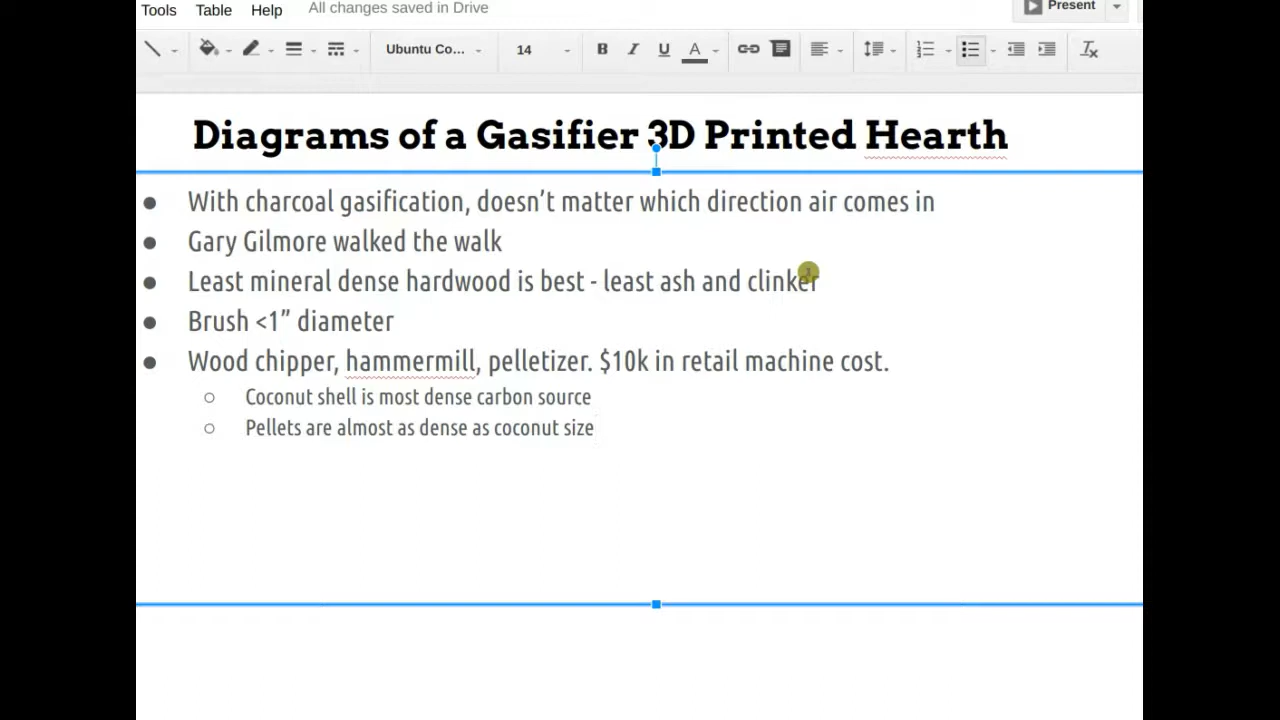 Tools Table Help All changes saved in Drive Present
Ubuntu Co... 14 B I U A
Diagrams of a Gasifier 3D Printed Hearth
● With charcoal gasification, doesn’t matter which direction air comes in
● Gary Gilmore walked the walk
● Least mineral dense hardwood is best - least ash and clinker
● Brush <1” diameter
● Wood chipper, hammermill, pelletizer. $10k in retail machine cost.
○ Coconut shell is most dense carbon source
○ Pellets are almost as dense as coconut size